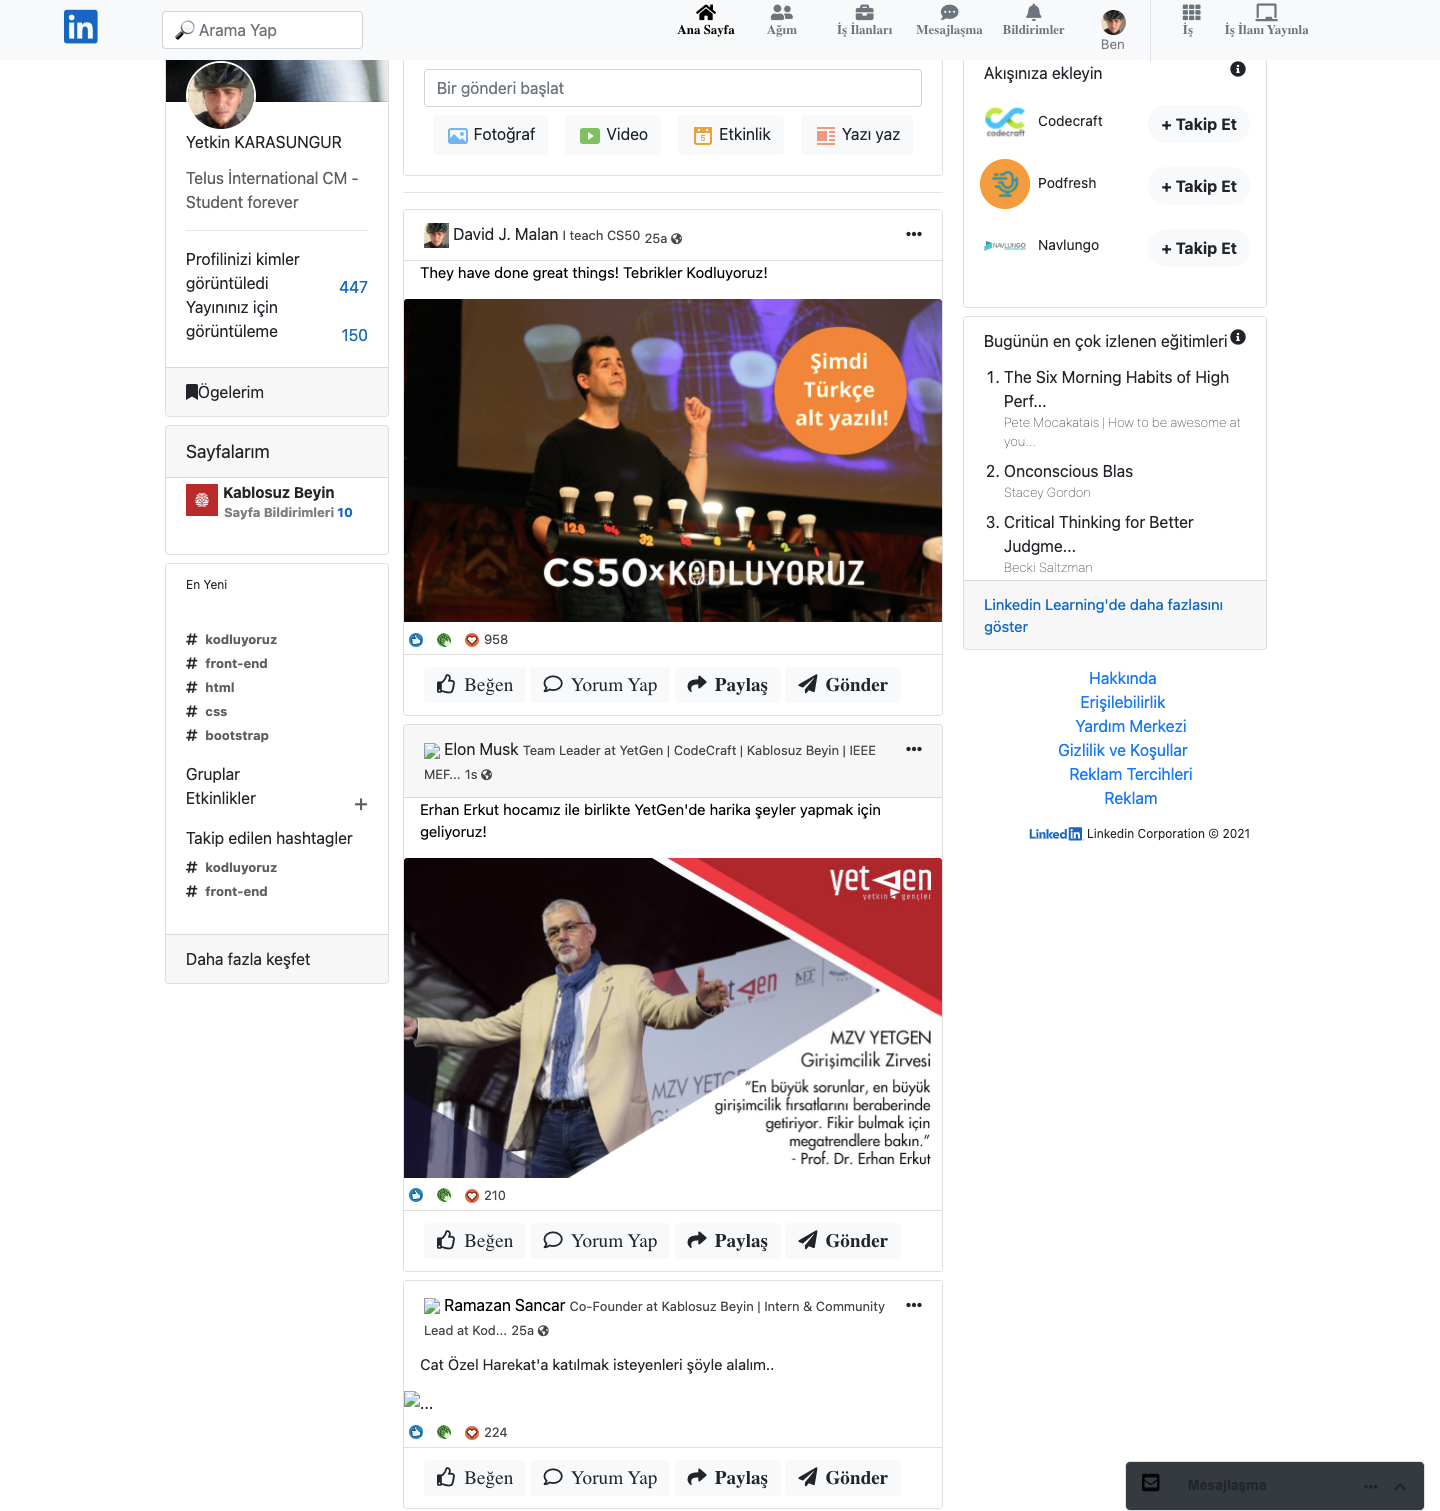 Arama Yap
Ana Sayfa
Ağım
İş İlanları
Mesajlaşma
Bildirimler
Ben
İş
İş İlanı Yayınla
Yetkin KARASUNGUR
Telus İnternational CM -
Student forever
Profilinizi kimler
görüntüledi 447
Yayınınız için
görüntüleme 150
Ögelerim
Sayfalarım
Kablosuz Beyin
Sayfa Bildirimleri 10
En Yeni
# kodluyoruz
# front-end
# html
# css
# bootstrap
Gruplar
Etkinlikler +
Takip edilen hashtagler
# kodluyoruz
# front-end
Daha fazla keşfet
Bir gönderi başlat
Fotoğraf Video 5 Etkinlik Yazı yaz
David J. Malan I teach CS50 25a
They have done great things! Tebrikler Kodluyoruz!
Şimdi
Türkçe
alt yazılı!
128 64 32 16 8 4 2 1
CS50xKODLUYORUZ
958
Beğen Yorum Yap Paylaş Gönder
Elon Musk Team Leader at YetGen | CodeCraft | Kablosuz Beyin | IEEE
MEF... 1s
Erhan Erkut hocamız ile birlikte YetGen'de harika şeyler yapmak için
geliyoruz!
yetgen
yetkin gençler
MZV YETGEN
Girişimcilik Zirvesi
“En büyük sorunlar, en büyük
girişimcilik fırsatlarını beraberinde
getiriyor. Fikir bulmak için
megatrendlere bakın.”
- Prof. Dr. Erhan Erkut
210
Beğen Yorum Yap Paylaş Gönder
Ramazan Sancar Co-Founder at Kablosuz Beyin | Intern & Community
Lead at Kod... 25a
Cat Özel Harekat'a katılmak isteyenleri şöyle alalım..
...
224
Beğen Yorum Yap Paylaş Gönder
Akışınıza ekleyin
codecraft
Codecraft + Takip Et
Podfresh + Takip Et
NAVLUNGO
Navlungo + Takip Et
Bugünün en çok izlenen eğitimleri
1. The Six Morning Habits of High
Perf...
Pete Mocakatais | How to be awesome at
you...
2. Onconscious Blas
Stacey Gordon
3. Critical Thinking for Better
Judgme...
Becki Saltzman
Linkedin Learning'de daha fazlasını
göster
Hakkında
Erişilebilirlik
Yardım Merkezi
Gizlilik ve Koşullar
Reklam Tercihleri
Reklam
Linkedin Linkedin Corporation © 2021
Mesajlaşma